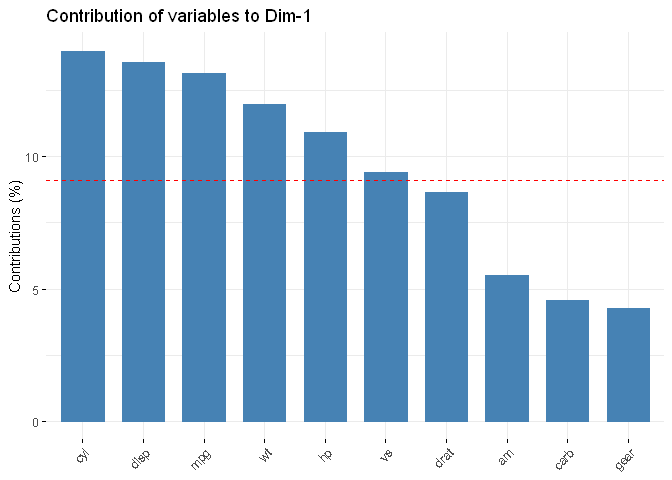 Contribution of variables to Dim-1
Contributions (%)
10
5
0
cyl
disp
mpg
wt
hp
vs
drat
am
carb
gear